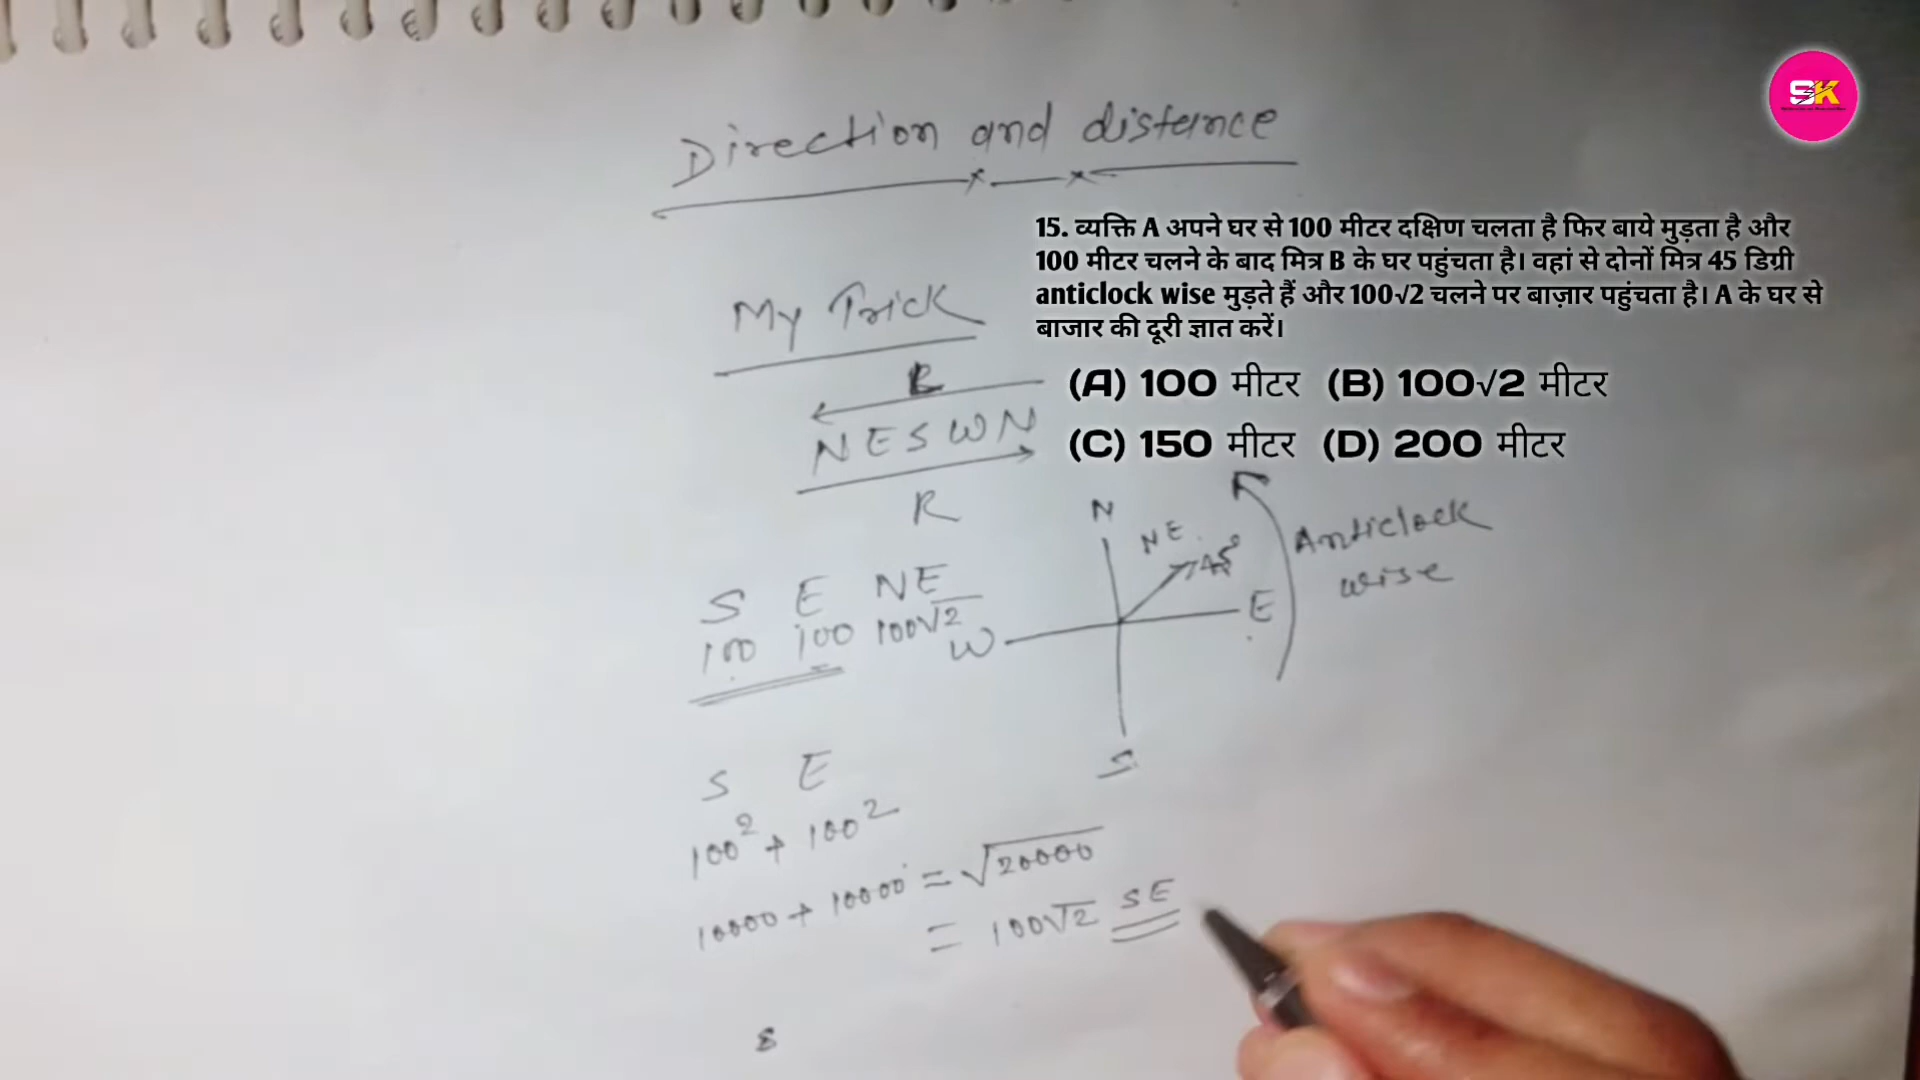 SK
Direction and distance
15. व्यक्ति A अपने घर से 100 मीटर दक्षिण चलता है फिर बाये मुड़ता है और
100 मीटर चलने के बाद मित्र B के घर पहुंचता है। वहां से दोनों मित्र 45 डिग्री
anticlock wise मुड़ते हैं और 100√2 चलने पर बाज़ार पहुंचता है। A के घर से
बाजार की दूरी ज्ञात करें।
(A) 100 मीटर (B) 100√2 मीटर
(C) 150 मीटर (D) 200 मीटर
My Trick
L
N E S W N
R
S E NE
100 100 100√2
N
NE 45°
W E
S
Anticlock
wise
S E
100² + 100²
10000 + 10000 = √20000
= 100√2 SE